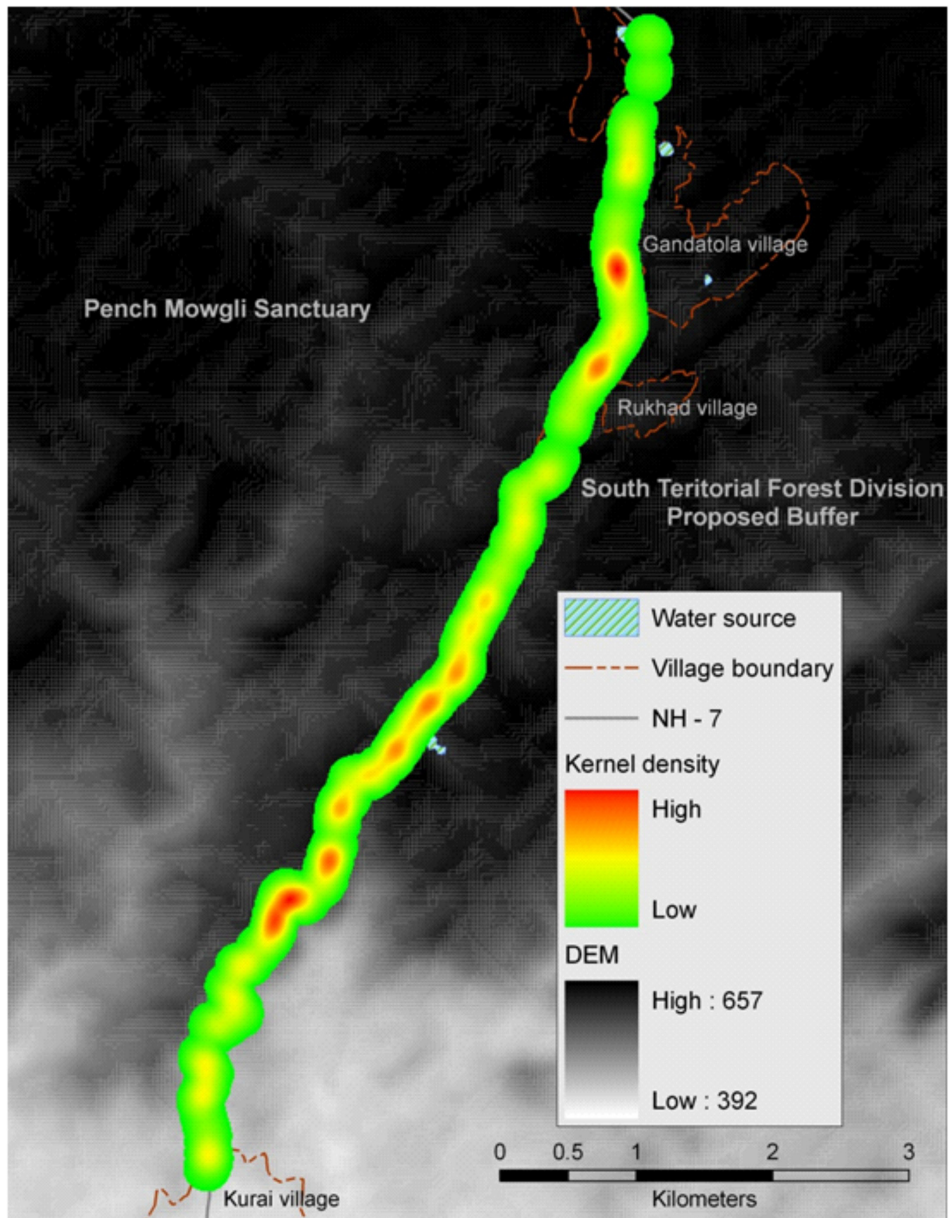 Gandatola village
Pench Mowgli Sanctuary
Rukhad village
South Teritorial Forest Division
Proposed Buffer
Water source
Village boundary
NH - 7
Kernel density
High
Low
DEM
High : 657
Low : 392
0 0.5 1 2 3
Kilometers
Kurai village